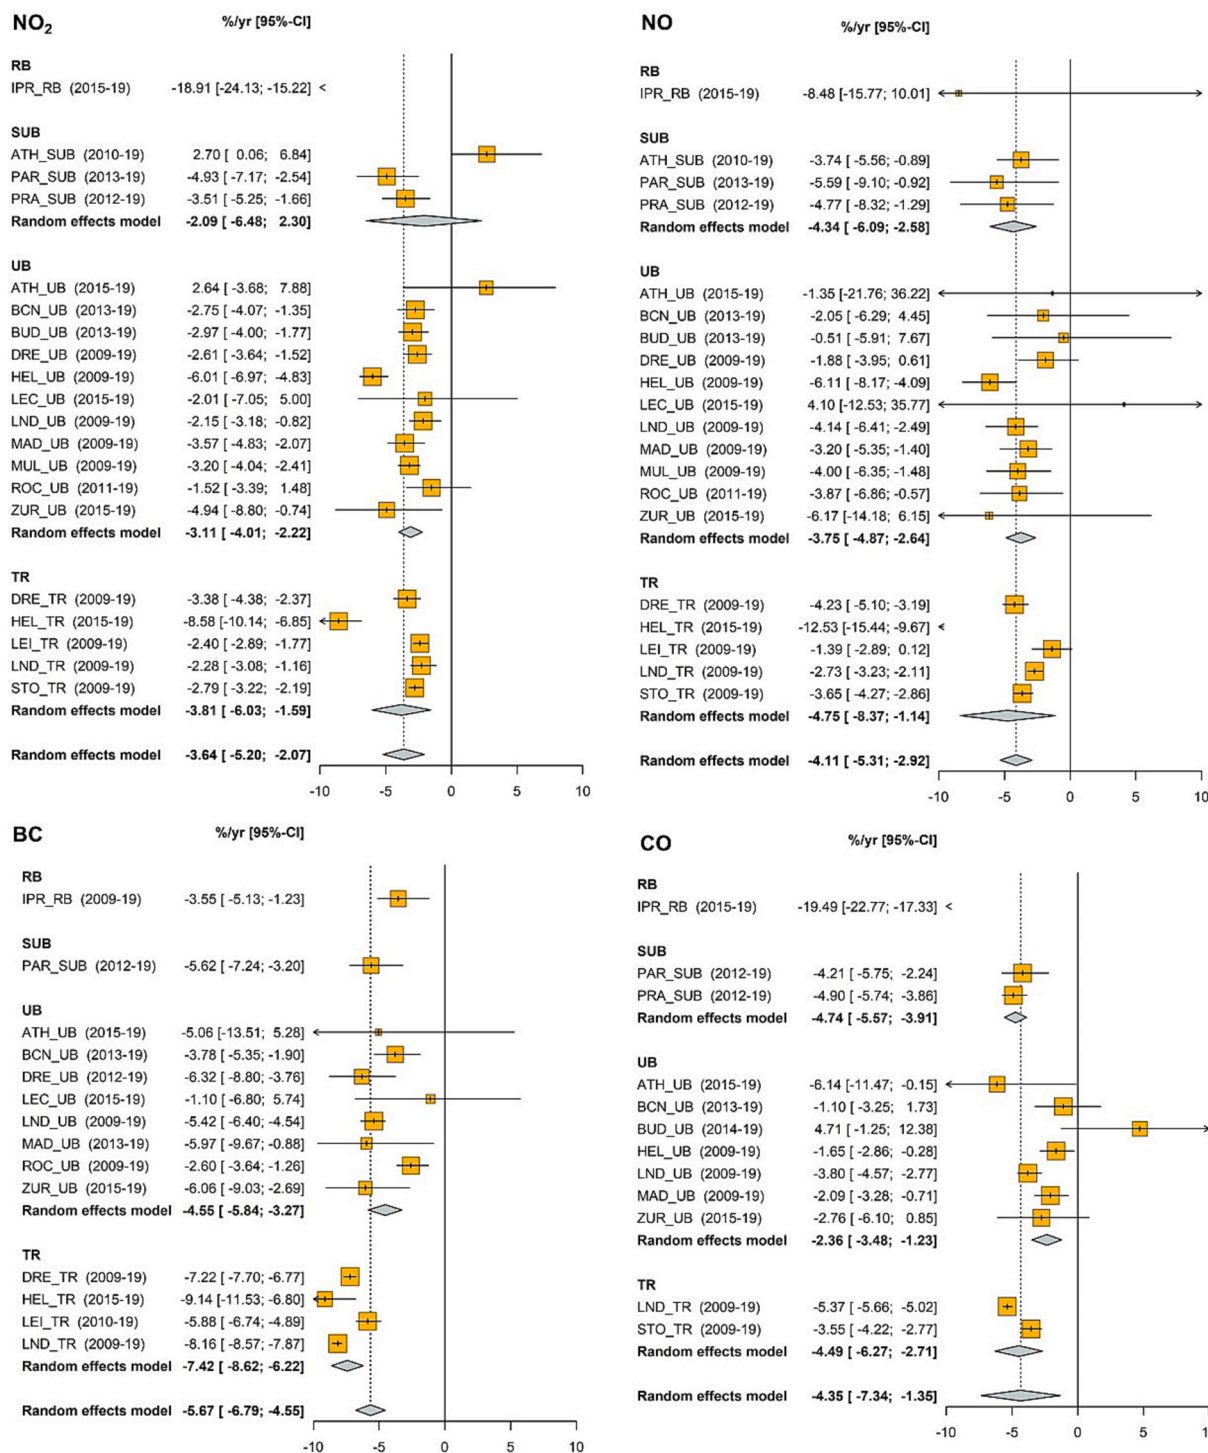 NO₂ %/yr [95%-CI]
RB
IPR_RB (2015-19) -18.91 [-24.13; -15.22] <
SUB
ATH_SUB (2010-19) 2.70 [ 0.06; 6.84]
PAR_SUB (2013-19) -4.93 [ -7.17; -2.54]
PRA_SUB (2012-19) -3.51 [ -5.25; -1.66]
Random effects model -2.09 [ -6.48; 2.30]
UB
ATH_UB (2015-19) 2.64 [ -3.68; 7.88]
BCN_UB (2013-19) -2.75 [ -4.07; -1.35]
BUD_UB (2013-19) -2.97 [ -4.00; -1.77]
DRE_UB (2009-19) -2.61 [ -3.64; -1.52]
HEL_UB (2009-19) -6.01 [ -6.97; -4.83]
LEC_UB (2015-19) -2.01 [ -7.05; 5.00]
LND_UB (2009-19) -2.15 [ -3.18; -0.82]
MAD_UB (2009-19) -3.57 [ -4.83; -2.07]
MUL_UB (2009-19) -3.20 [ -4.04; -2.41]
ROC_UB (2011-19) -1.52 [ -3.39; 1.48]
ZUR_UB (2015-19) -4.94 [ -8.80; -0.74]
Random effects model -3.11 [ -4.01; -2.22]
TR
DRE_TR (2009-19) -3.38 [ -4.38; -2.37]
HEL_TR (2015-19) -8.58 [-10.14; -6.85]
LEI_TR (2009-19) -2.40 [ -2.89; -1.77]
LND_TR (2009-19) -2.28 [ -3.08; -1.16]
STO_TR (2009-19) -2.79 [ -3.22; -2.19]
Random effects model -3.81 [ -6.03; -1.59]
Random effects model -3.64 [ -5.20; -2.07]
-10 -5 0 5 10
NO %/yr [95%-CI]
RB
IPR_RB (2015-19) -8.48 [-15.77; 10.01]
SUB
ATH_SUB (2010-19) -3.74 [ -5.56; -0.89]
PAR_SUB (2013-19) -5.59 [ -9.10; -0.92]
PRA_SUB (2012-19) -4.77 [ -8.32; -1.29]
Random effects model -4.34 [ -6.09; -2.58]
UB
ATH_UB (2015-19) -1.35 [-21.76; 36.22]
BCN_UB (2013-19) -2.05 [ -6.29; 4.45]
BUD_UB (2013-19) -0.51 [ -5.91; 7.67]
DRE_UB (2009-19) -1.88 [ -3.95; 0.61]
HEL_UB (2009-19) -6.11 [ -8.17; -4.09]
LEC_UB (2015-19) 4.10 [-12.53; 35.77]
LND_UB (2009-19) -4.14 [ -6.41; -2.49]
MAD_UB (2009-19) -3.20 [ -5.35; -1.40]
MUL_UB (2009-19) -4.00 [ -6.35; -1.48]
ROC_UB (2011-19) -3.87 [ -6.86; -0.57]
ZUR_UB (2015-19) -6.17 [-14.18; 6.15]
Random effects model -3.75 [ -4.87; -2.64]
TR
DRE_TR (2009-19) -4.23 [ -5.10; -3.19]
HEL_TR (2015-19) -12.53 [-15.44; -9.67] <
LEI_TR (2009-19) -1.39 [ -2.89; 0.12]
LND_TR (2009-19) -2.73 [ -3.23; -2.11]
STO_TR (2009-19) -3.65 [ -4.27; -2.86]
Random effects model -4.75 [ -8.37; -1.14]
Random effects model -4.11 [ -5.31; -2.92]
-10 -5 0 5 10
BC %/yr [95%-CI]
RB
IPR_RB (2009-19) -3.55 [ -5.13; -1.23]
SUB
PAR_SUB (2012-19) -5.62 [ -7.24; -3.20]
UB
ATH_UB (2015-19) -5.06 [-13.51; 5.28]
BCN_UB (2013-19) -3.78 [ -5.35; -1.90]
DRE_UB (2012-19) -6.32 [ -8.80; -3.76]
LEC_UB (2015-19) -1.10 [ -6.80; 5.74]
LND_UB (2009-19) -5.42 [ -6.40; -4.54]
MAD_UB (2013-19) -5.97 [ -9.67; -0.88]
ROC_UB (2009-19) -2.60 [ -3.64; -1.26]
ZUR_UB (2015-19) -6.06 [ -9.03; -2.69]
Random effects model -4.55 [ -5.84; -3.27]
TR
DRE_TR (2009-19) -7.22 [ -7.70; -6.77]
HEL_TR (2015-19) -9.14 [-11.53; -6.80]
LEI_TR (2010-19) -5.88 [ -6.74; -4.89]
LND_TR (2009-19) -8.16 [ -8.57; -7.87]
Random effects model -7.42 [ -8.62; -6.22]
Random effects model -5.67 [ -6.79; -4.55]
-10 -5 0 5 10
CO %/yr [95%-CI]
RB
IPR_RB (2015-19) -19.49 [-22.77; -17.33] <
SUB
PAR_SUB (2012-19) -4.21 [ -5.75; -2.24]
PRA_SUB (2012-19) -4.90 [ -5.74; -3.86]
Random effects model -4.74 [ -5.57; -3.91]
UB
ATH_UB (2015-19) -6.14 [-11.47; -0.15]
BCN_UB (2013-19) -1.10 [ -3.25; 1.73]
BUD_UB (2014-19) 4.71 [ -1.25; 12.38]
HEL_UB (2009-19) -1.65 [ -2.86; -0.28]
LND_UB (2009-19) -3.80 [ -4.57; -2.77]
MAD_UB (2009-19) -2.09 [ -3.28; -0.71]
ZUR_UB (2015-19) -2.76 [ -6.10; 0.85]
Random effects model -2.36 [ -3.48; -1.23]
TR
LND_TR (2009-19) -5.37 [ -5.66; -5.02]
STO_TR (2009-19) -3.55 [ -4.22; -2.77]
Random effects model -4.49 [ -6.27; -2.71]
Random effects model -4.35 [ -7.34; -1.35]
-10 -5 0 5 10